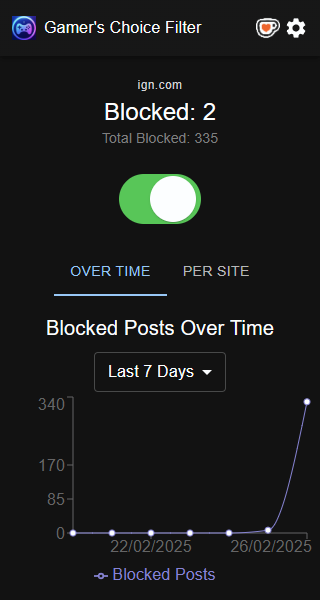 Gamer's Choice Filter
ign.com
Blocked: 2
Total Blocked: 335
OVER TIME PER SITE
Blocked Posts Over Time
Last 7 Days
340
170
85
0
22/02/2025 26/02/2025
Blocked Posts